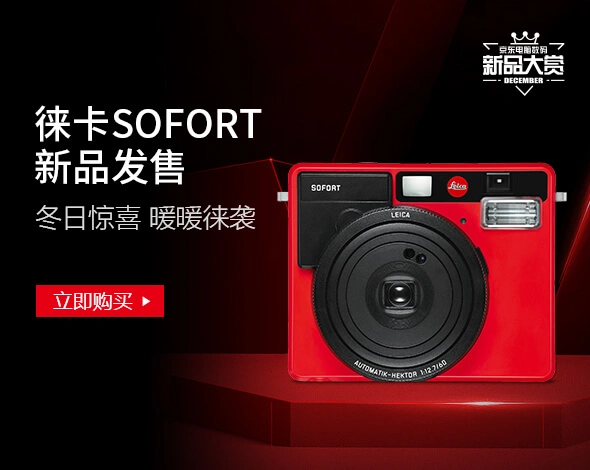 京东电脑数码
新品大赏
DECEMBER
徕卡SOFORT
新品发售
冬日惊喜 暖暖徕袭
立即购买
SOFORT
Leica
LEICA
AUTOMATIK-HEKTOR 1:12.7/60